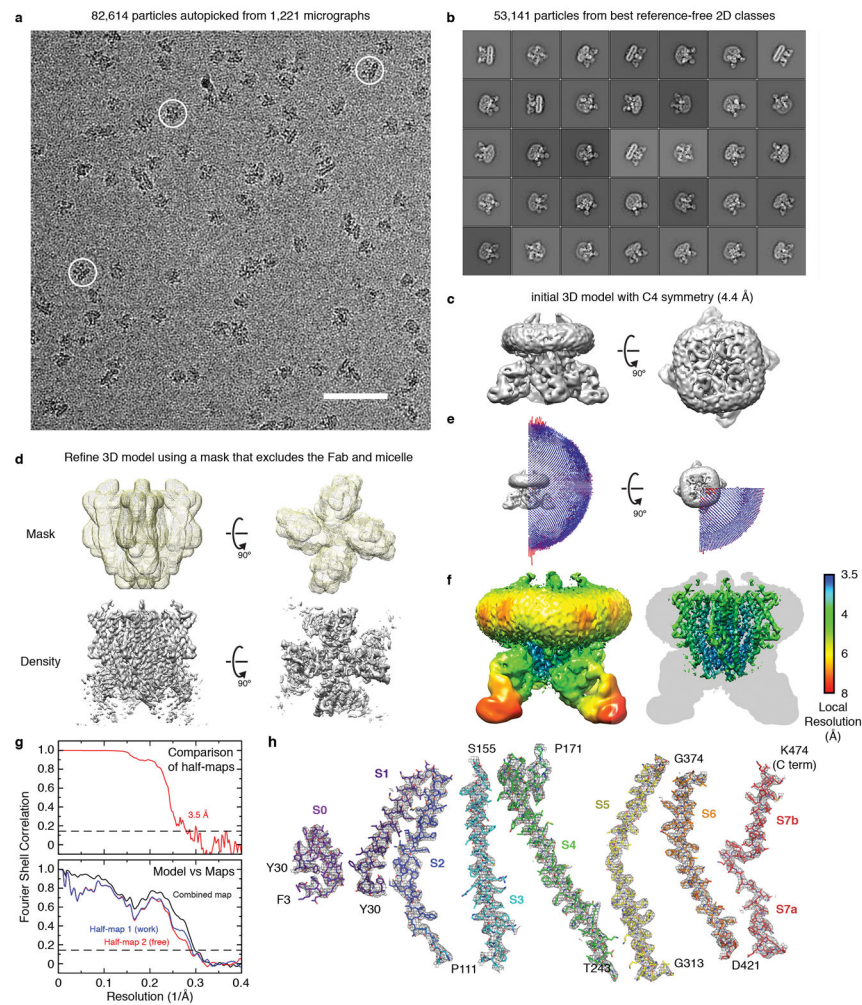 a
82,614 particles autopicked from 1,221 micrographs
b
53,141 particles from best reference-free 2D classes
c
initial 3D model with C4 symmetry (4.4 Å)
90º
d
Refine 3D model using a mask that excludes the Fab and micelle
Mask
90º
Density
90º
e
90º
f
3.5
4
6
8
Local
Resolution
(Å)
g
Fourier Shell Correlation
1.0
0.8
0.6
0.4
0.2
0
Comparison
of half-maps
3.5 Å
1.0
0.8
0.6
0.4
0.2
0
Model vs Maps
Combined map
Half-map 1 (work)
Half-map 2 (free)
0
0.1
0.2
0.3
0.4
Resolution (1/Å)
h
S0
Y30
F3
S1
Y30
S2
P111
S155
S3
P171
S4
T243
S5
G313
G374
S6
D421
K474
(C term)
S7b
S7a